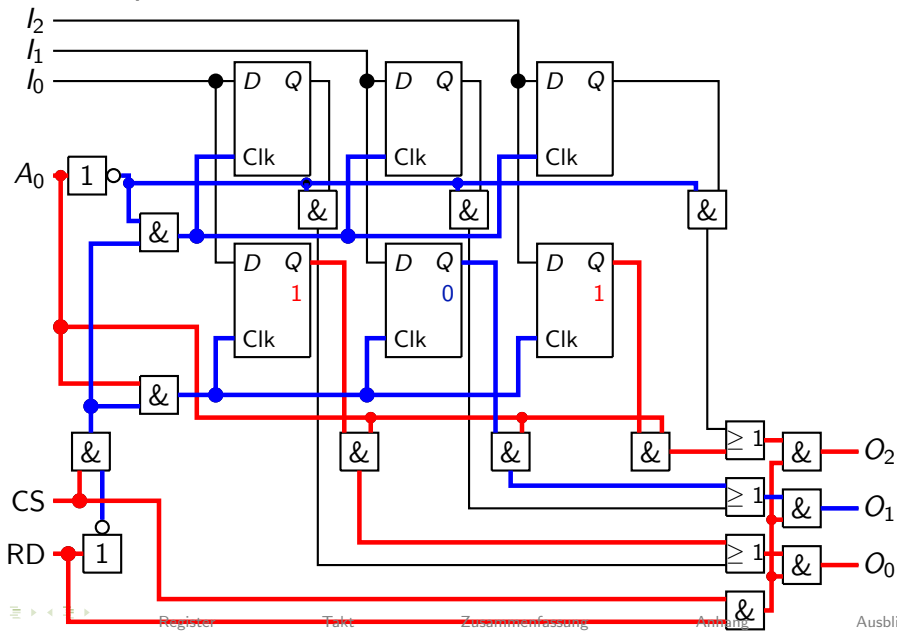 I2
I1
I0
D Q D Q D Q
Clk Clk Clk
A0 1
& & &
&
D Q D Q D Q
1 0 1
Clk Clk Clk
&
≥ 1 & O2
& & & &
≥ 1 & O1
CS
RD 1 ≥ 1 & O0
&
Register Takt Zusammenfassung Anhang Ausbli